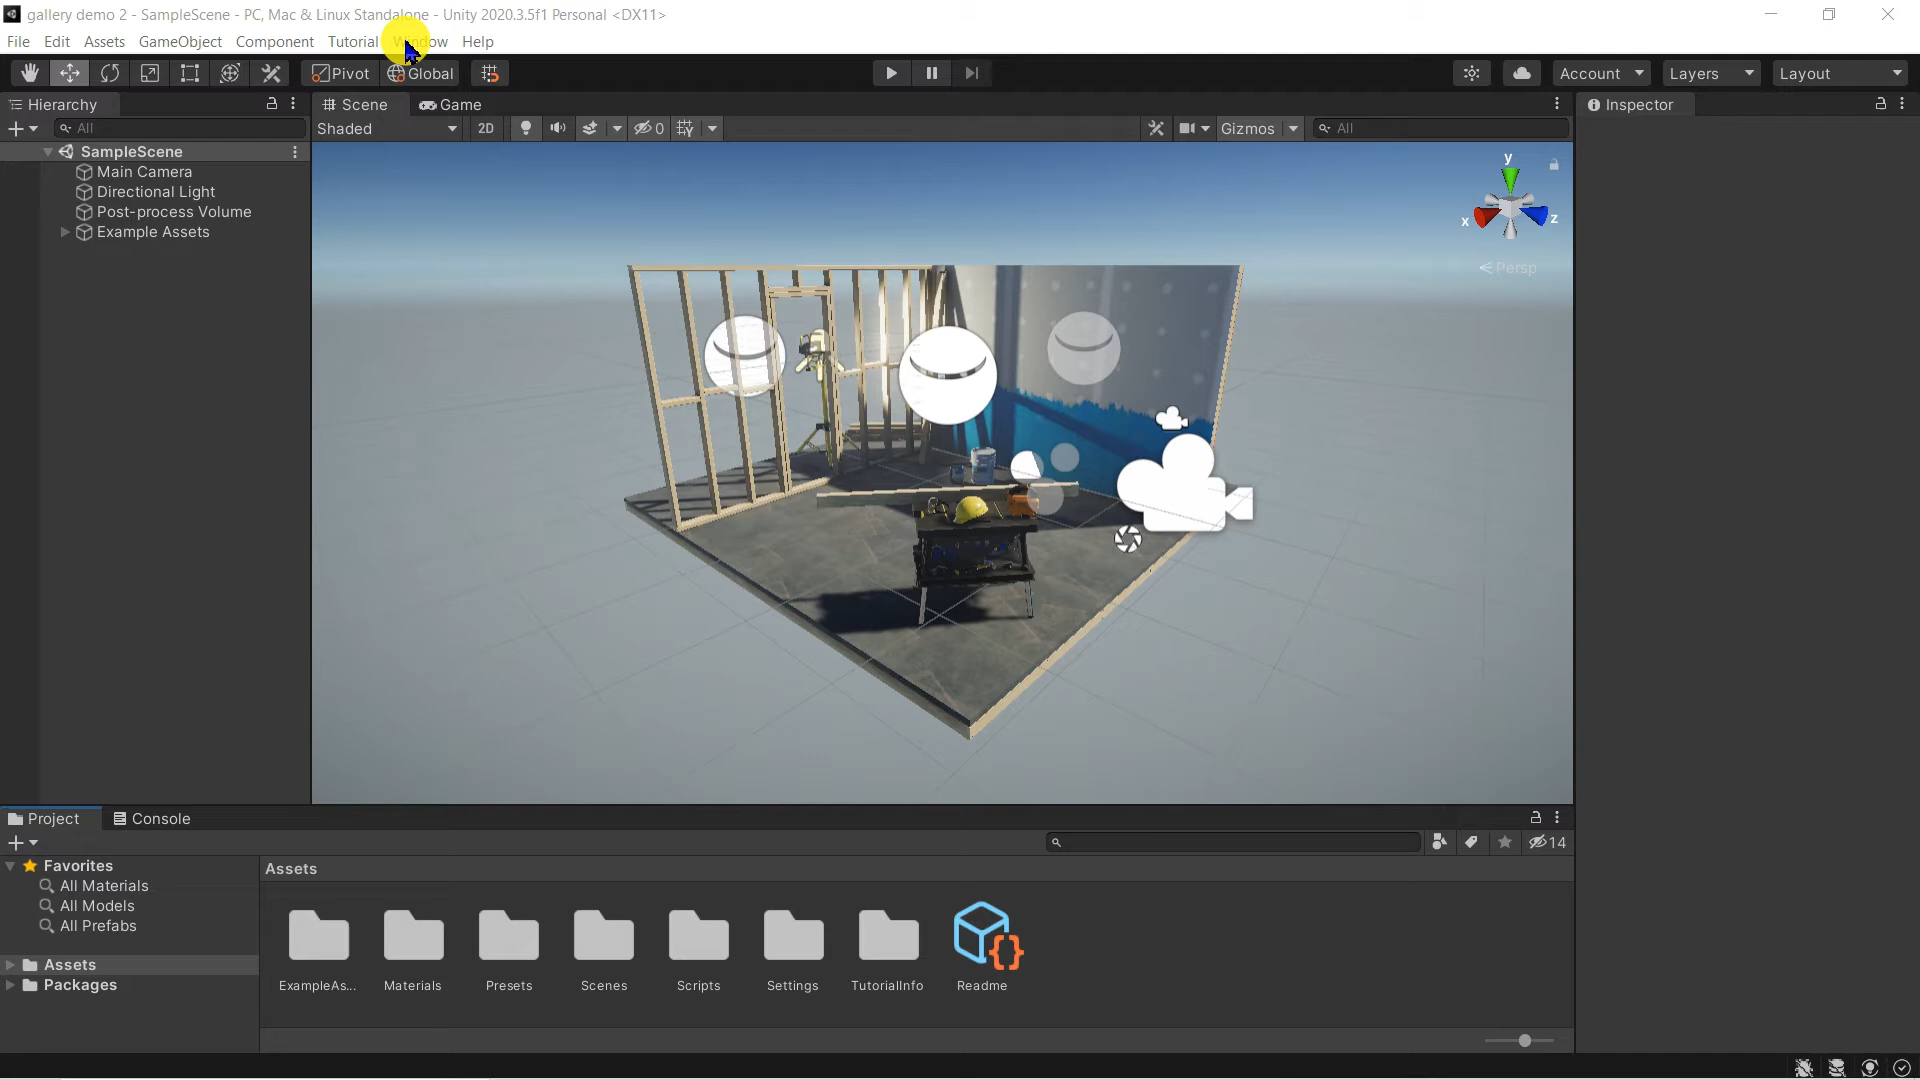 gallery demo 2 - SampleScene - PC, Mac & Linux Standalone - Unity 2020.3.5f1 Personal <DX11>
File Edit Assets GameObject Component Tutorial Window Help
Pivot Global Account Layers Layout
Hierarchy Scene Game Inspector
All Shaded 2D 0 Gizmos All
SampleScene
Main Camera
Directional Light
Post-process Volume
Example Assets
y
x z
Persp
Project Console
14
Favorites Assets
All Materials
All Models
All Prefabs
Assets
Packages
ExampleAs... Materials Presets Scenes Scripts Settings TutorialInfo Readme